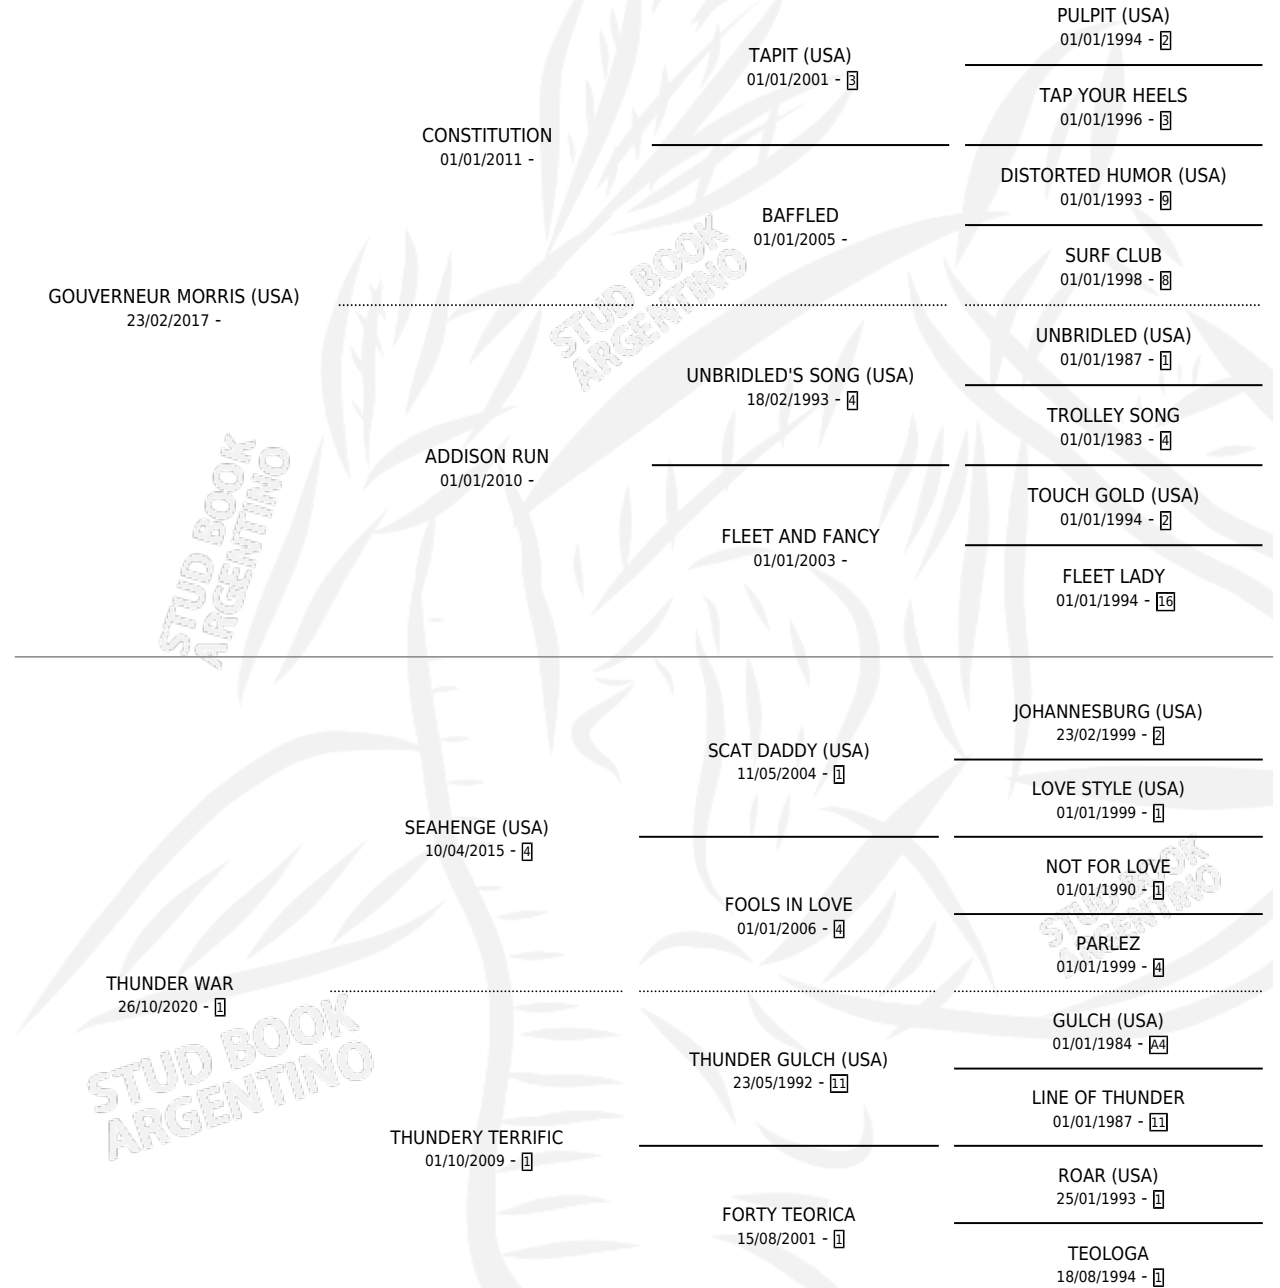 PULPIT (USA)
01/01/1994 - 2
TAPIT (USA)
01/01/2001 - 3
TAP YOUR HEELS
01/01/1996 - 3
CONSTITUTION
01/01/2011 -
DISTORTED HUMOR (USA)
01/01/1993 - 9
BAFFLED
01/01/2005 -
SURF CLUB
01/01/1998 - 8
GOUVERNEUR MORRIS (USA)
23/02/2017 -
UNBRIDLED (USA)
01/01/1987 - 1
UNBRIDLED'S SONG (USA)
18/02/1993 - 4
TROLLEY SONG
01/01/1983 - 4
ADDISON RUN
01/01/2010 -
TOUCH GOLD (USA)
01/01/1994 - 2
FLEET AND FANCY
01/01/2003 -
FLEET LADY
01/01/1994 - 16
JOHANNESBURG (USA)
23/02/1999 - 2
SCAT DADDY (USA)
11/05/2004 - 1
LOVE STYLE (USA)
01/01/1999 - 1
SEAHENGE (USA)
10/04/2015 - 4
NOT FOR LOVE
01/01/1990 - 1
FOOLS IN LOVE
01/01/2006 - 4
PARLEZ
01/01/1999 - 4
THUNDER WAR
26/10/2020 - 1
GULCH (USA)
01/01/1984 - A4
THUNDER GULCH (USA)
23/05/1992 - 11
LINE OF THUNDER
01/01/1987 - 11
THUNDERY TERRIFIC
01/10/2009 - 1
ROAR (USA)
25/01/1993 - 1
FORTY TEORICA
15/08/2001 - 1
TEOLOGA
18/08/1994 - 1
STUD BOOK
ARGENTINO
STUD BOOK
ARGENTINO
STUD BOOK
ARGENTINO
STUD BOOK
ARGENTINO